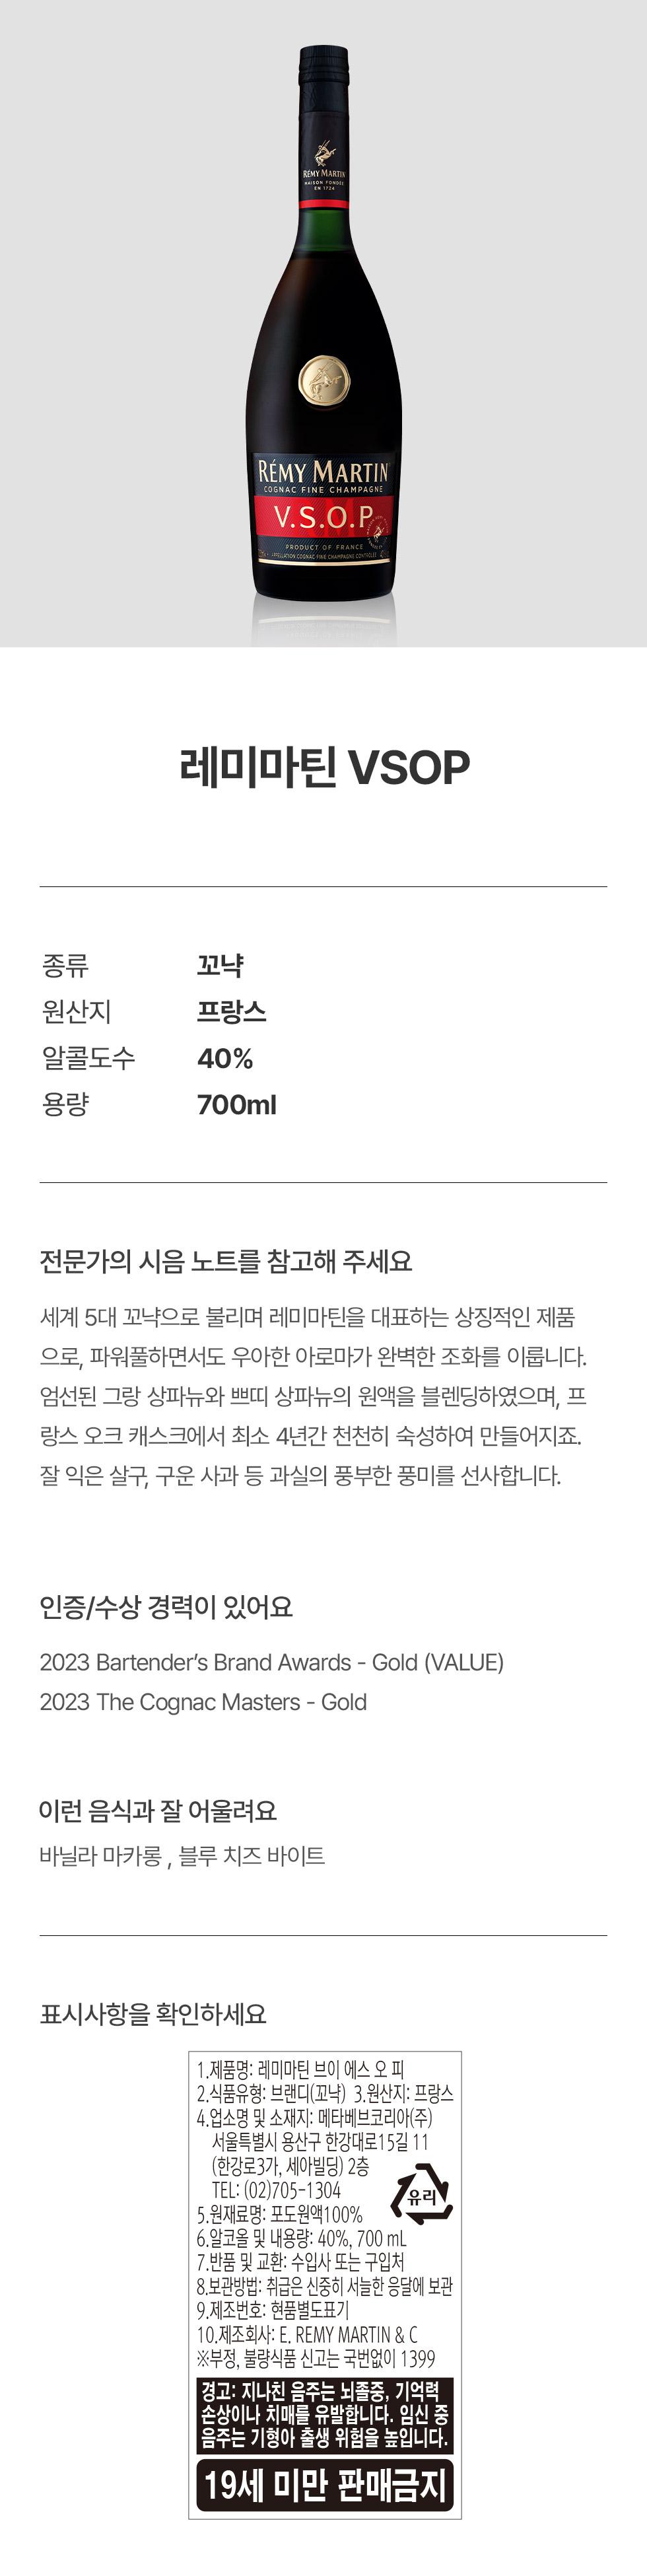 RÉMY MARTIN
MAISON FONDÉE
EN 1724
RÉMY MARTIN
COGNAC FINE CHAMPAGNE
V.S.O.P
PRODUCT OF FRANCE
APPELLATION COGNAC FINE CHAMPAGNE CONTRÔLÉE
레미마틴 VSOP
종류 꼬냑
원산지 프랑스
알콜도수 40%
용량 700ml
전문가의 시음 노트를 참고해 주세요
세계 5대 꼬냑으로 불리며 레미마틴을 대표하는 상징적인 제품
으로, 파워풀하면서도 우아한 아로마가 완벽한 조화를 이룹니다.
엄선된 그랑 상파뉴와 쁘띠 상파뉴의 원액을 블렌딩하였으며, 프
랑스 오크 캐스크에서 최소 4년간 천천히 숙성하여 만들어지죠.
잘 익은 살구, 구운 사과 등 과실의 풍부한 풍미를 선사합니다.
인증/수상 경력이 있어요
2023 Bartender’s Brand Awards - Gold (VALUE)
2023 The Cognac Masters - Gold
이런 음식과 잘 어울려요
바닐라 마카롱 , 블루 치즈 바이트
표시사항을 확인하세요
1.제품명: 레미마틴 브이 에스 오 피
2.식품유형: 브랜디(꼬냑) 3.원산지: 프랑스
4.업소명 및 소재지: 메타베브코리아(주)
서울특별시 용산구 한강대로15길 11
(한강로3가, 세아빌딩) 2층
TEL: (02)705-1304
유리
5.원재료명: 포도원액100%
6.알코올 및 내용량: 40%, 700 mL
7.반품 및 교환: 수입사 또는 구입처
8.보관방법: 취급은 신중히 서늘한 응달에 보관
9.제조번호: 현품별도표기
10.제조회사: E. REMY MARTIN & C
※부정, 불량식품 신고는 국번없이 1399
경고: 지나친 음주는 뇌졸중, 기억력
손상이나 치매를 유발합니다. 임신 중
음주는 기형아 출생 위험을 높입니다.
19세 미만 판매금지